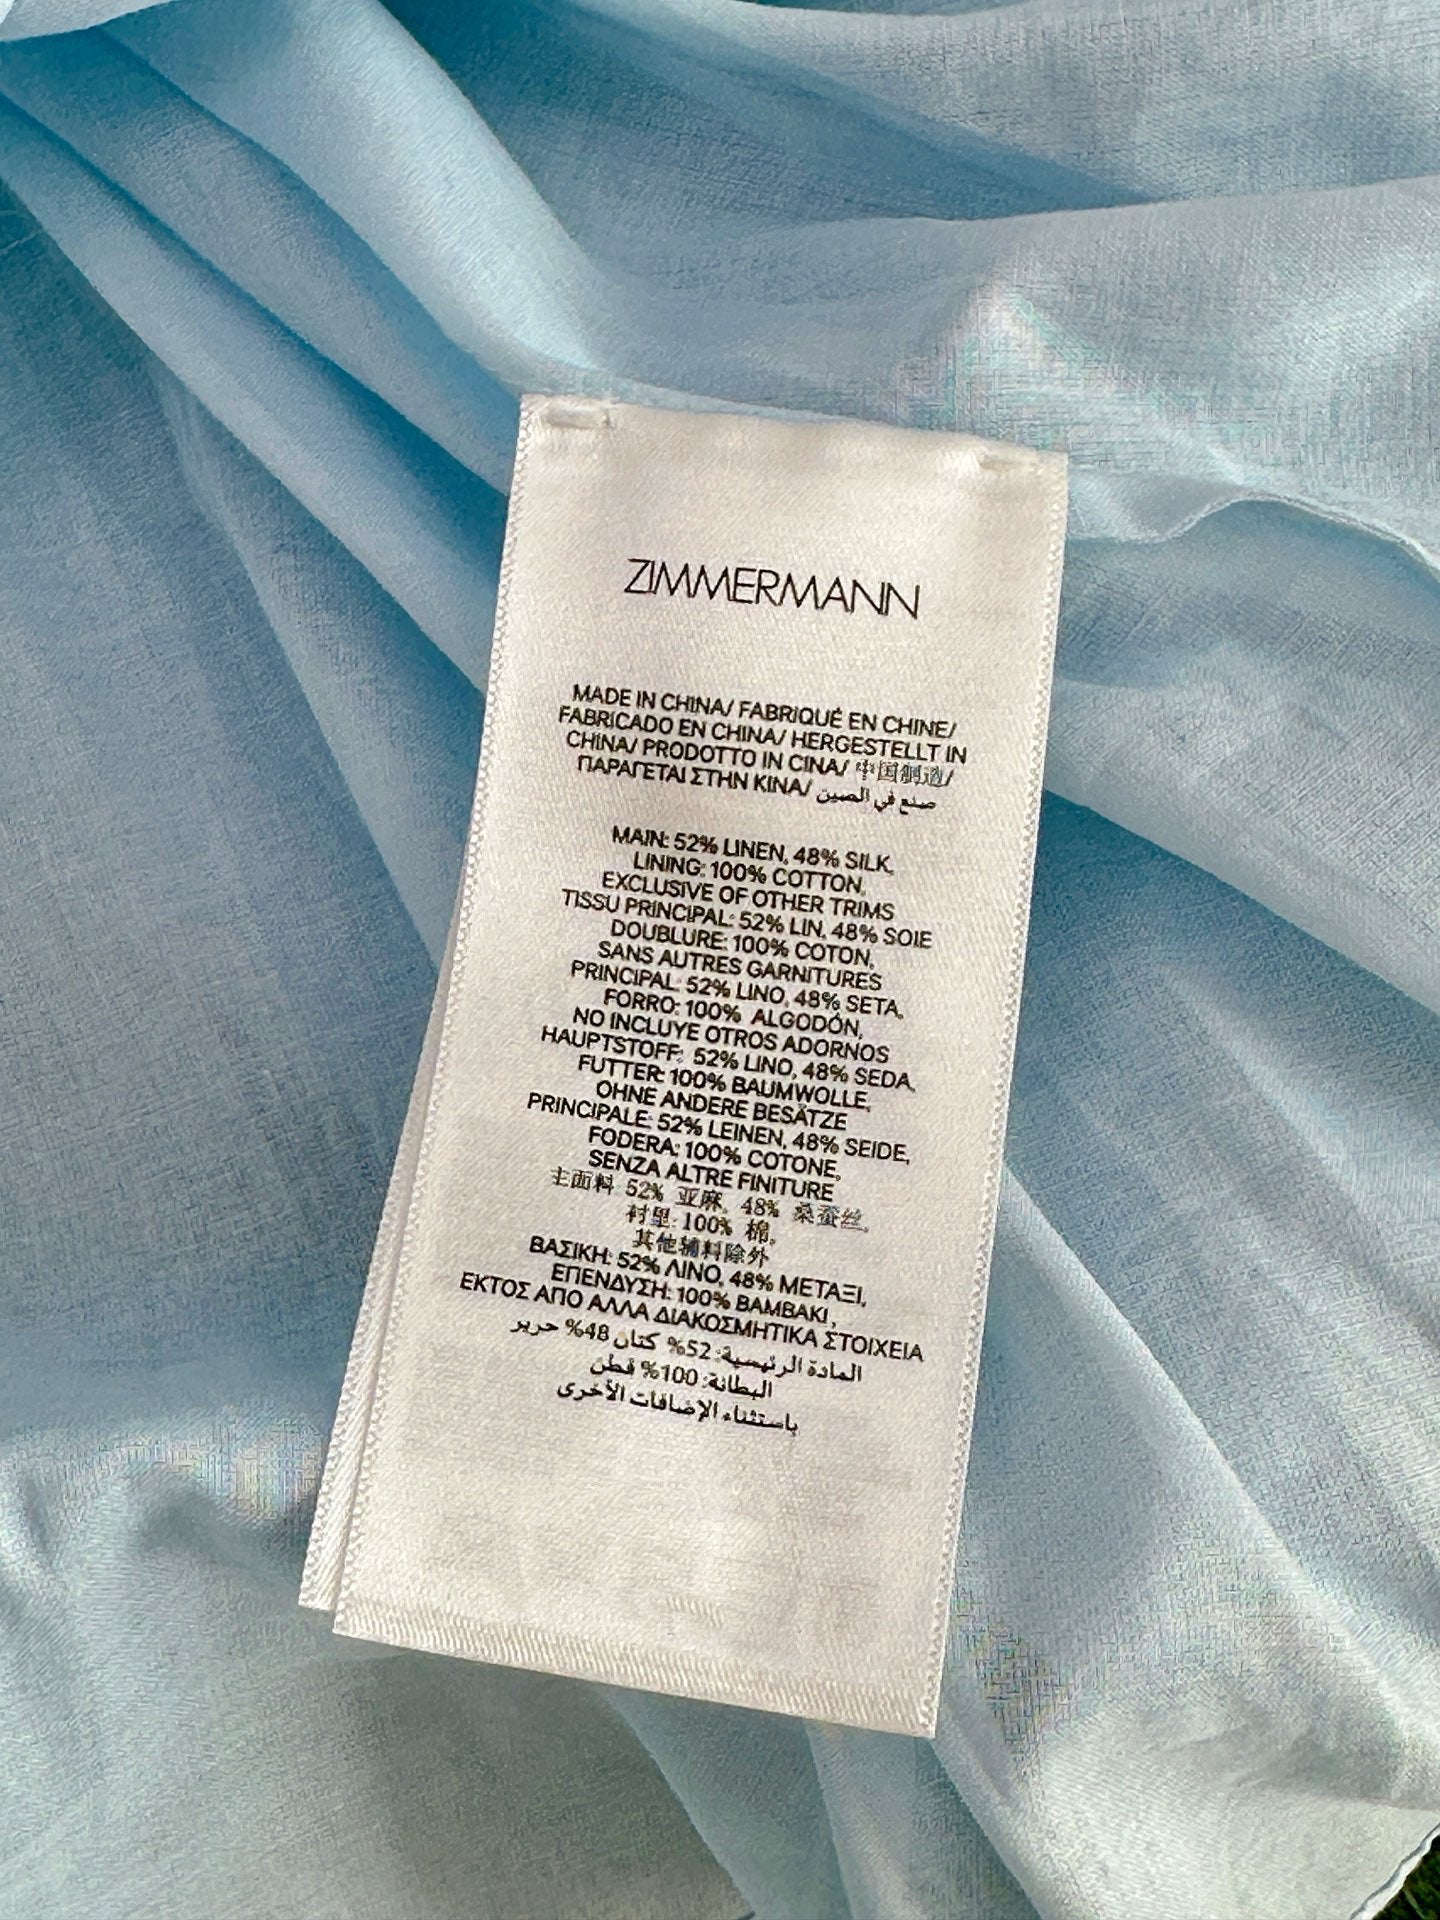 ZIMMERMANN
MADE IN CHINA/ FABRIQUÉ EN CHINE/
FABRICADO EN CHINA/ HERGESTELLT IN
CHINA/ PRODOTTO IN CINA/ 中国制造/
ΠΑΡΑΓΕΤΑΙ ΣΤΗΝ ΚΙΝΑ/ صنع في الصين
MAIN: 52% LINEN, 48% SILK,
LINING: 100% COTTON,
EXCLUSIVE OF OTHER TRIMS
TISSU PRINCIPAL: 52% LIN, 48% SOIE
DOUBLURE: 100% COTON,
SANS AUTRES GARNITURES
PRINCIPAL: 52% LINO, 48% SETA,
FORRO: 100% ALGODÓN,
NO INCLUYE OTROS ADORNOS
HAUPTSTOFF: 52% LINO, 48% SEDA,
FUTTER: 100% BAUMWOLLE,
OHNE ANDERE BESÄTZE
PRINCIPALE: 52% LEINEN, 48% SEIDE,
FODERA: 100% COTONE,
SENZA ALTRE FINITURE
主面料 52% 亚麻, 48% 桑蚕丝,
衬里: 100% 棉,
其他辅料除外
ΒΑΣΙΚΗ: 52% ΛΙΝΟ, 48% ΜΕΤΑΞΙ,
ΕΠΕΝΔΥΣΗ: 100% ΒΑΜΒΑΚΙ,
ΕΚΤΟΣ ΑΠΟ ΑΛΛΑ ΔΙΑΚΟΣΜΗΤΙΚΑ ΣΤΟΙΧΕΙΑ
المادة الرئيسية: 52% كتان 48% حرير
البطانة: 100% قطن
باستثناء الإضافات الأخرى